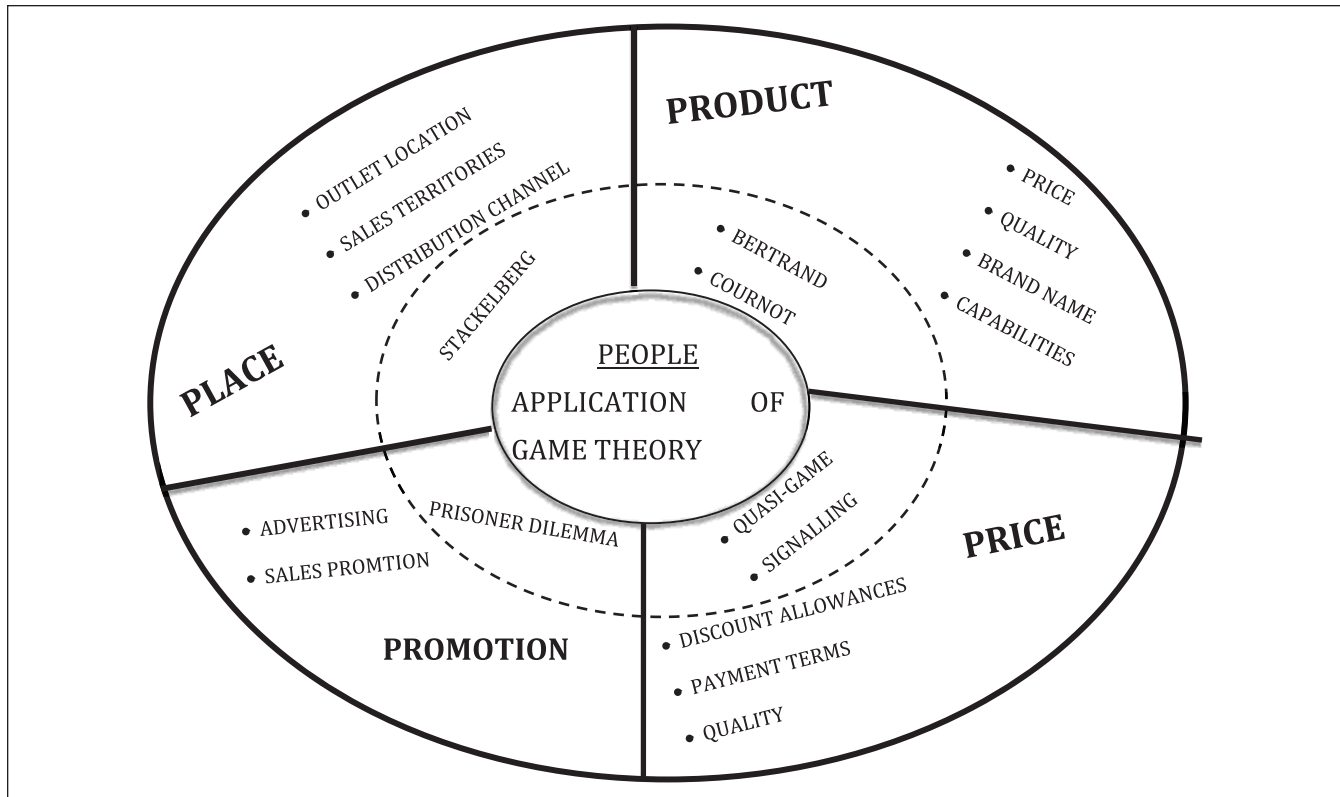 PRODUCT
• PRICE
• QUALITY
• BRAND NAME
• CAPABILITIES
• BERTRAND
• COURNOT
• OUTLET LOCATION
• SALES TERRITORIES
• DISTRIBUTION CHANNEL
STACKELBERG
PLACE
PEOPLE
APPLICATION OF
GAME THEORY
• QUASI-GAME
• SIGNALLING
PRICE
• DISCOUNT ALLOWANCES
• PAYMENT TERMS
• QUALITY
PRISONER DILEMMA
• ADVERTISING
• SALES PROMTION
PROMOTION